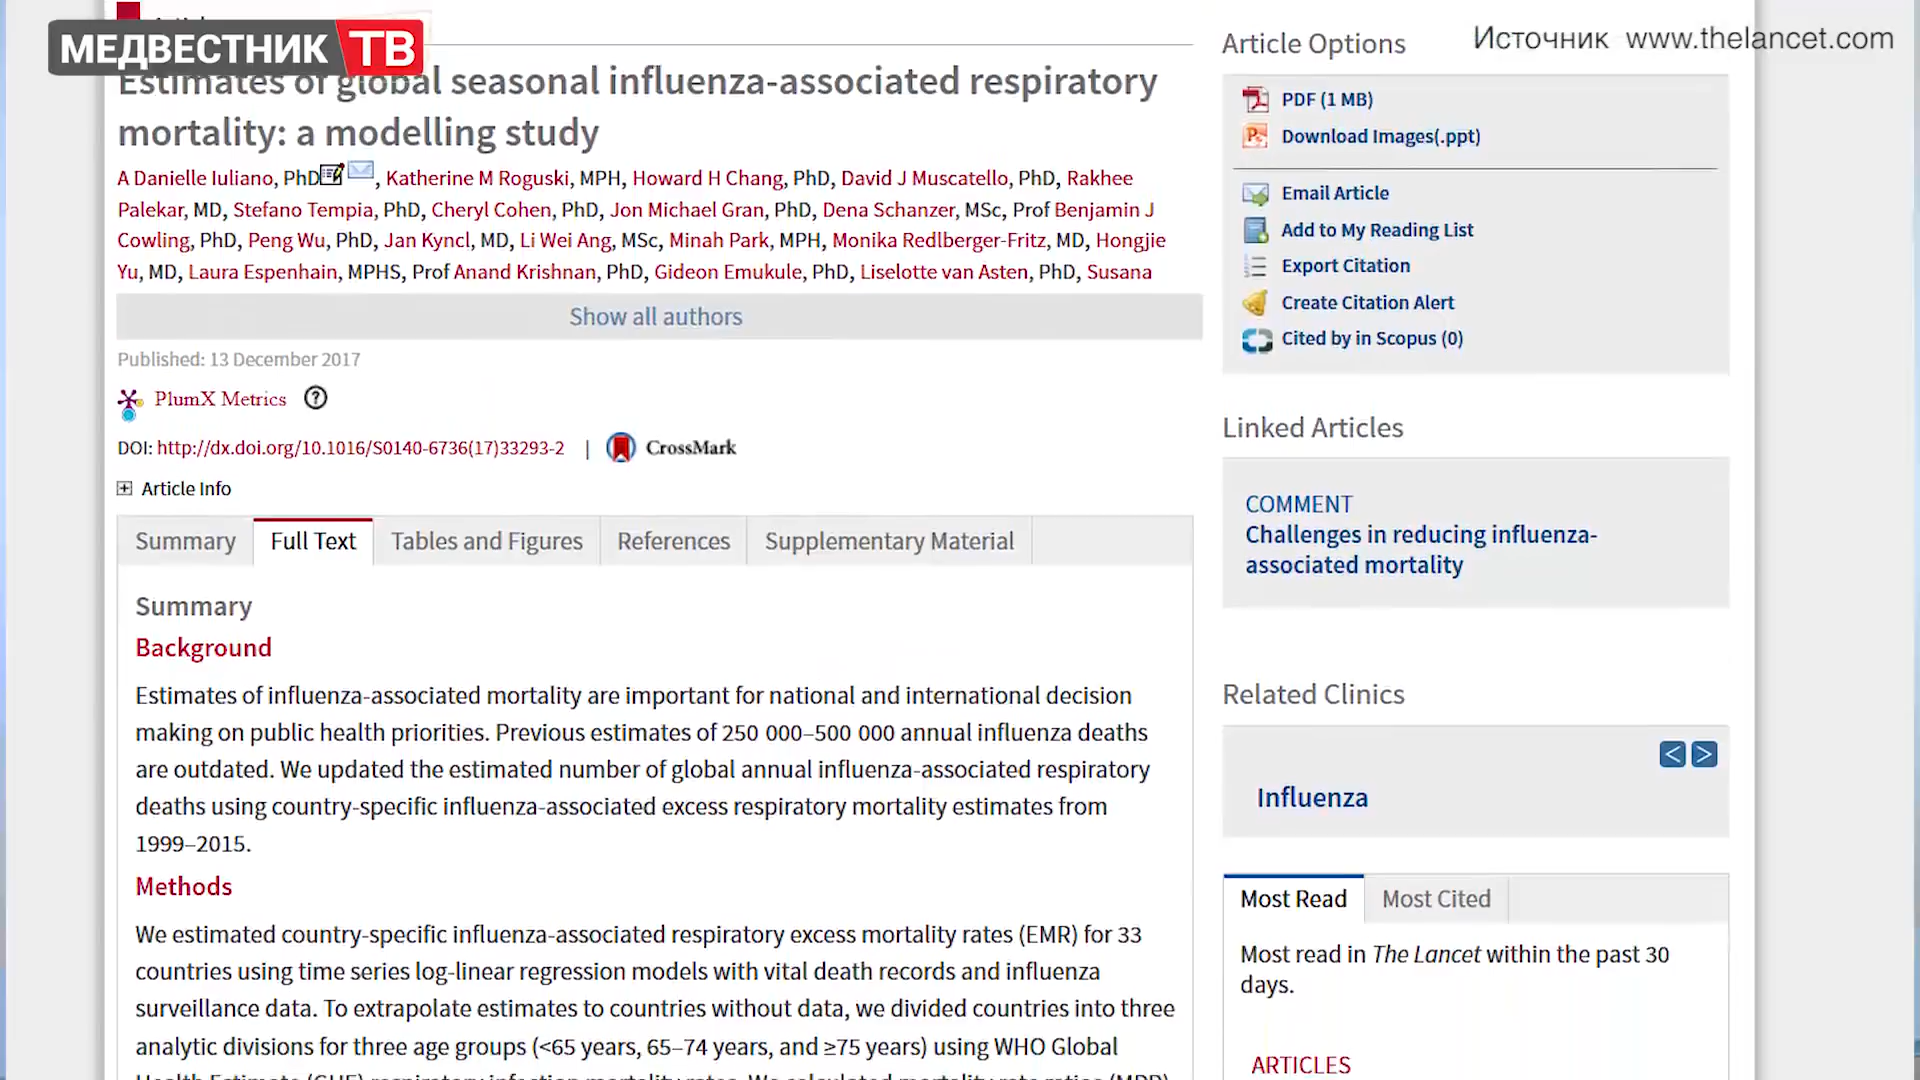 МЕДВЕСТНИК ТВ
Источник www.thelancet.com
Estimates of global seasonal influenza-associated respiratory
mortality: a modelling study
A Danielle Iuliano, PhD, Katherine M Roguski, MPH, Howard H Chang, PhD, David J Muscatello, PhD, Rakhee
Palekar, MD, Stefano Tempia, PhD, Cheryl Cohen, PhD, Jon Michael Gran, PhD, Dena Schanzer, MSc, Prof Benjamin J
Cowling, PhD, Peng Wu, PhD, Jan Kyncl, MD, Li Wei Ang, MSc, Minah Park, MPH, Monika Redlberger-Fritz, MD, Hongjie
Yu, MD, Laura Espenhain, MPHS, Prof Anand Krishnan, PhD, Gideon Emukule, PhD, Liselotte van Asten, PhD, Susana
Show all authors
Published: 13 December 2017
PlumX Metrics ?
DOI: http://dx.doi.org/10.1016/S0140-6736(17)33293-2 | CrossMark
Article Info
Summary
Full Text
Tables and Figures
References
Supplementary Material
Summary
Background
Estimates of influenza-associated mortality are important for national and international decision
making on public health priorities. Previous estimates of 250 000–500 000 annual influenza deaths
are outdated. We updated the estimated number of global annual influenza-associated respiratory
deaths using country-specific influenza-associated excess respiratory mortality estimates from
1999–2015.
Methods
We estimated country-specific influenza-associated respiratory excess mortality rates (EMR) for 33
countries using time series log-linear regression models with vital death records and influenza
surveillance data. To extrapolate estimates to countries without data, we divided countries into three
analytic divisions for three age groups (<65 years, 65–74 years, and ≥75 years) using WHO Global
Article Options
PDF (1 MB)
Download Images(.ppt)
Email Article
Add to My Reading List
Export Citation
Create Citation Alert
Cited by in Scopus (0)
Linked Articles
COMMENT
Challenges in reducing influenza-
associated mortality
Related Clinics
< >
Influenza
Most Read
Most Cited
Most read in The Lancet within the past 30
days.
ARTICLES